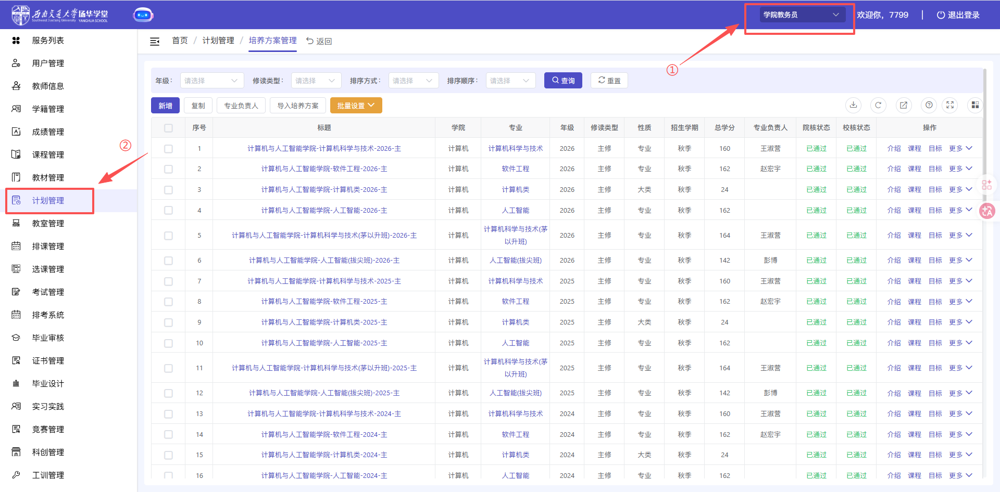 西南交通大学 扬华学堂
Southwest Jiaotong University YANGHUA SCHOOL
学院教务员 欢迎你，7799 | 退出登录
①
服务列表
用户管理
教师信息
学籍管理
成绩管理
课程管理
教材管理
计划管理
教室管理
排课管理
选课管理
考试管理
排考系统
毕业审核
证书管理
毕业设计
实习实践
竞赛管理
科创管理
工训管理
②
首页 / 计划管理 / 培养方案管理 返回
年级： 请选择 修读类型： 请选择 排序方式： 请选择 排序顺序： 请选择 查询 重置
新增 复制 专业负责人 导入培养方案 批量设置
序号 标题 学院 专业 年级 修读类型 性质 招生学期 总学分 专业负责人 院核状态 校核状态 操作
1 计算机与人工智能学院-计算机科学与技术-2026-主 计算机 计算机科学与技术 2026 主修 专业 秋季 160 王淑营 已通过 已通过 介绍 课程 目标 更多
2 计算机与人工智能学院-软件工程-2026-主 计算机 软件工程 2026 主修 专业 秋季 162 赵宏宇 已通过 已通过 介绍 课程 目标 更多
3 计算机与人工智能学院-计算机类-2026-主 计算机 计算机类 2026 主修 大类 秋季 24 已通过 已通过 介绍 课程 目标 更多
4 计算机与人工智能学院-人工智能-2026-主 计算机 人工智能 2026 主修 专业 秋季 162 已通过 已通过 介绍 课程 目标 更多
5 计算机与人工智能学院-计算机科学与技术(茅以升班)-2026-主 计算机 计算机科学与技术(茅以升班) 2026 主修 专业 秋季 164 王淑营 已通过 已通过 介绍 课程 目标 更多
6 计算机与人工智能学院-人工智能(拔尖班)-2026-主 计算机 人工智能(拔尖班) 2026 主修 专业 秋季 142 彭博 已通过 已通过 介绍 课程 目标 更多
7 计算机与人工智能学院-计算机科学与技术-2025-主 计算机 计算机科学与技术 2025 主修 专业 秋季 160 王淑营 已通过 已通过 介绍 课程 目标 更多
8 计算机与人工智能学院-软件工程-2025-主 计算机 软件工程 2025 主修 专业 秋季 162 赵宏宇 已通过 已通过 介绍 课程 目标 更多
9 计算机与人工智能学院-计算机类-2025-主 计算机 计算机类 2025 主修 大类 秋季 24 已通过 已通过 介绍 课程 目标 更多
10 计算机与人工智能学院-人工智能-2025-主 计算机 人工智能 2025 主修 专业 秋季 162 已通过 已通过 介绍 课程 目标 更多
11 计算机与人工智能学院-计算机科学与技术(茅以升班)-2025-主 计算机 计算机科学与技术(茅以升班) 2025 主修 专业 秋季 164 王淑营 已通过 已通过 介绍 课程 目标 更多
12 计算机与人工智能学院-人工智能(拔尖班)-2025-主 计算机 人工智能(拔尖班) 2025 主修 专业 秋季 142 彭博 已通过 已通过 介绍 课程 目标 更多
13 计算机与人工智能学院-计算机科学与技术-2024-主 计算机 计算机科学与技术 2024 主修 专业 秋季 160 王淑营 已通过 已通过 介绍 课程 目标 更多
14 计算机与人工智能学院-软件工程-2024-主 计算机 软件工程 2024 主修 专业 秋季 162 赵宏宇 已通过 已通过 介绍 课程 目标 更多
15 计算机与人工智能学院-计算机类-2024-主 计算机 计算机类 2024 主修 大类 秋季 24 已通过 已通过 介绍 课程 目标 更多
16 计算机与人工智能学院-人工智能-2024-主 计算机 人工智能 2024 主修 专业 秋季 162 已通过 已通过 介绍 课程 目标 更多